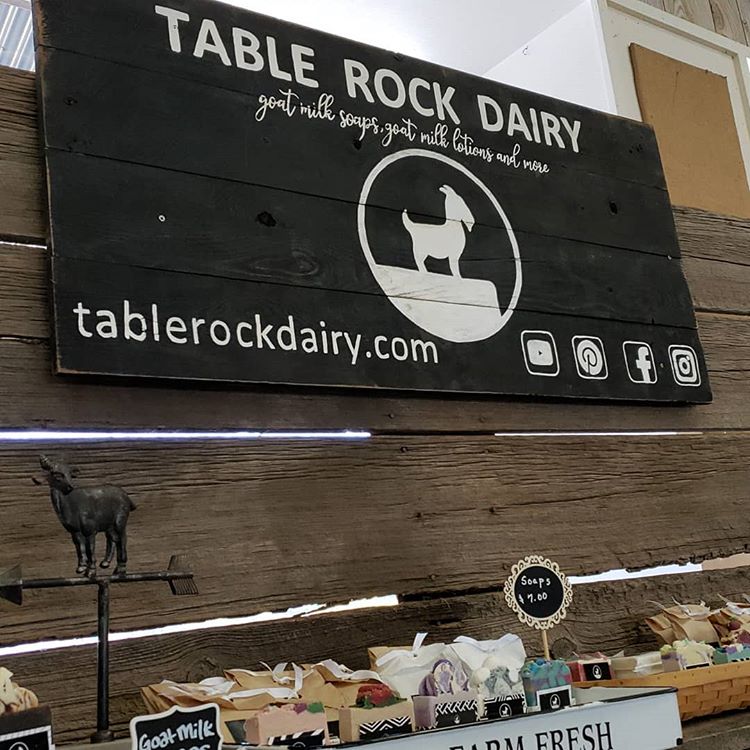 TABLE ROCK DAIRY
goat milk soaps, goat milk lotions and more
tablerockdairy.com
Soaps
$7.00
Goat Milk
FARM FRESH